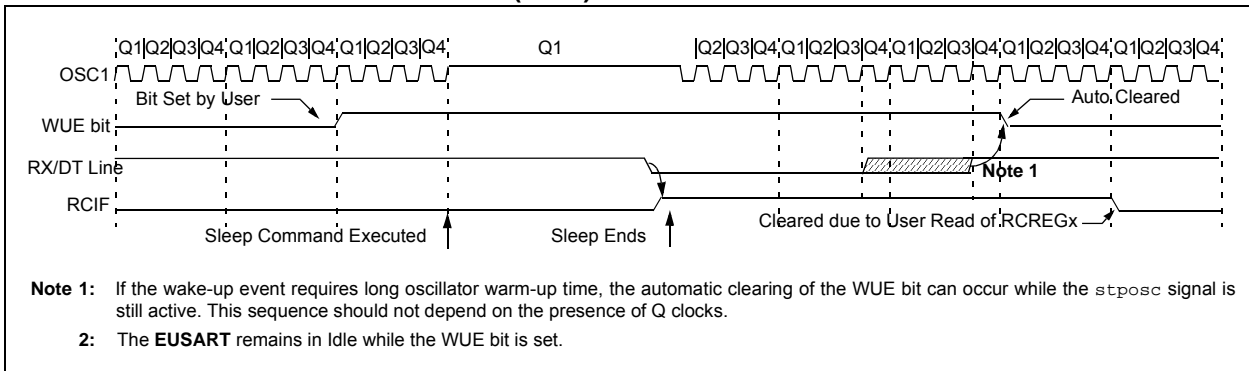 Q1 Q2 Q3 Q4 Q1 Q2 Q3 Q4 Q1 Q2 Q3 Q4 Q1 Q2 Q3 Q4 Q1 Q2 Q3 Q4 Q1 Q2 Q3 Q4 Q1 Q2 Q3 Q4 Q1 Q2 Q3 Q4
OSC1
Bit Set by User
Auto Cleared
WUE bit
RX/DT Line
Note 1
RCIF
Cleared due to User Read of RCREGx
Sleep Command Executed
Sleep Ends
Note 1: If the wake-up event requires long oscillator warm-up time, the automatic clearing of the WUE bit can occur while the stposc signal is
still active. This sequence should not depend on the presence of Q clocks.
2: The EUSART remains in Idle while the WUE bit is set.